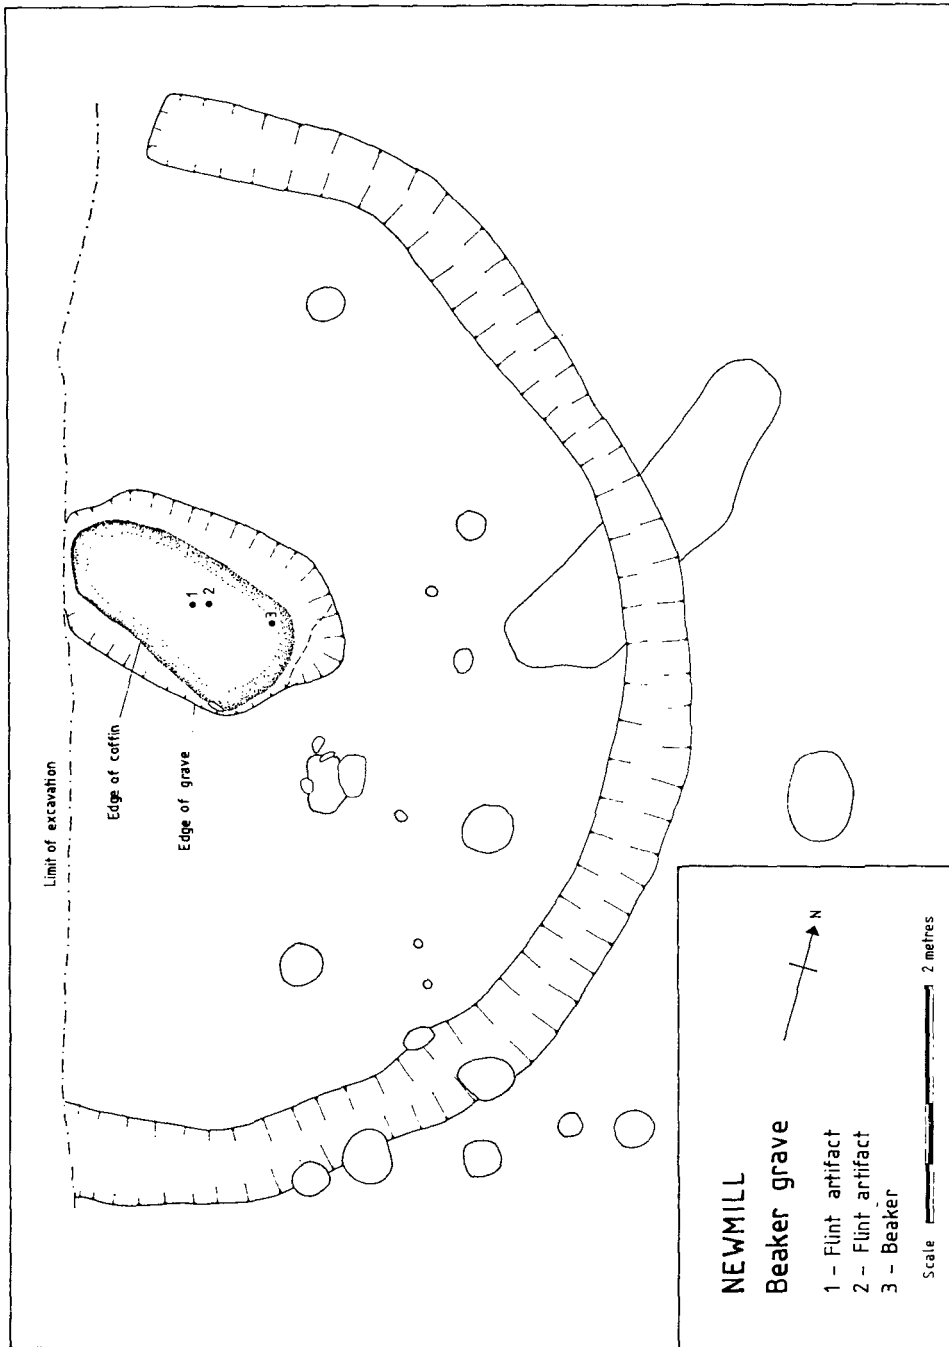 Limit of excavation
Edge of coffin
Edge of grave
1
2
3
N
NEWMILL
Beaker grave
1 - Flint artifact
2 - Flint artifact
3 - Beaker
Scale
2 metres